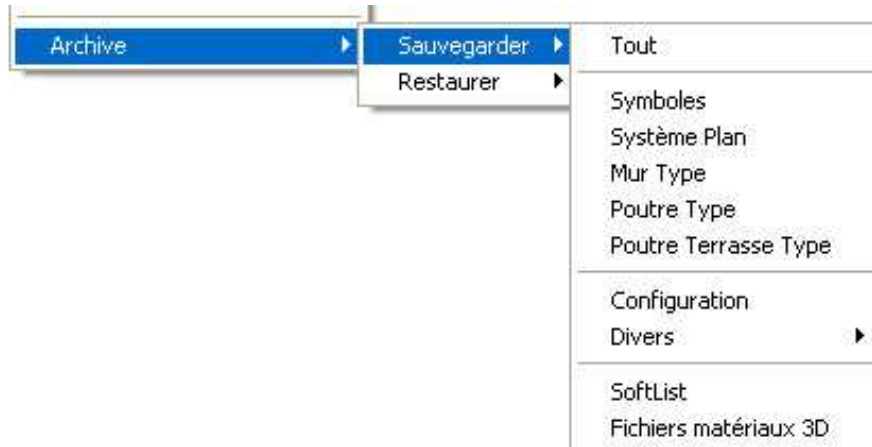 Archive
Sauvegarder
Restaurer
Tout
Symboles
Système Plan
Mur Type
Poutre Type
Poutre Terrasse Type
Configuration
Divers
SoftList
Fichiers matériaux 3D